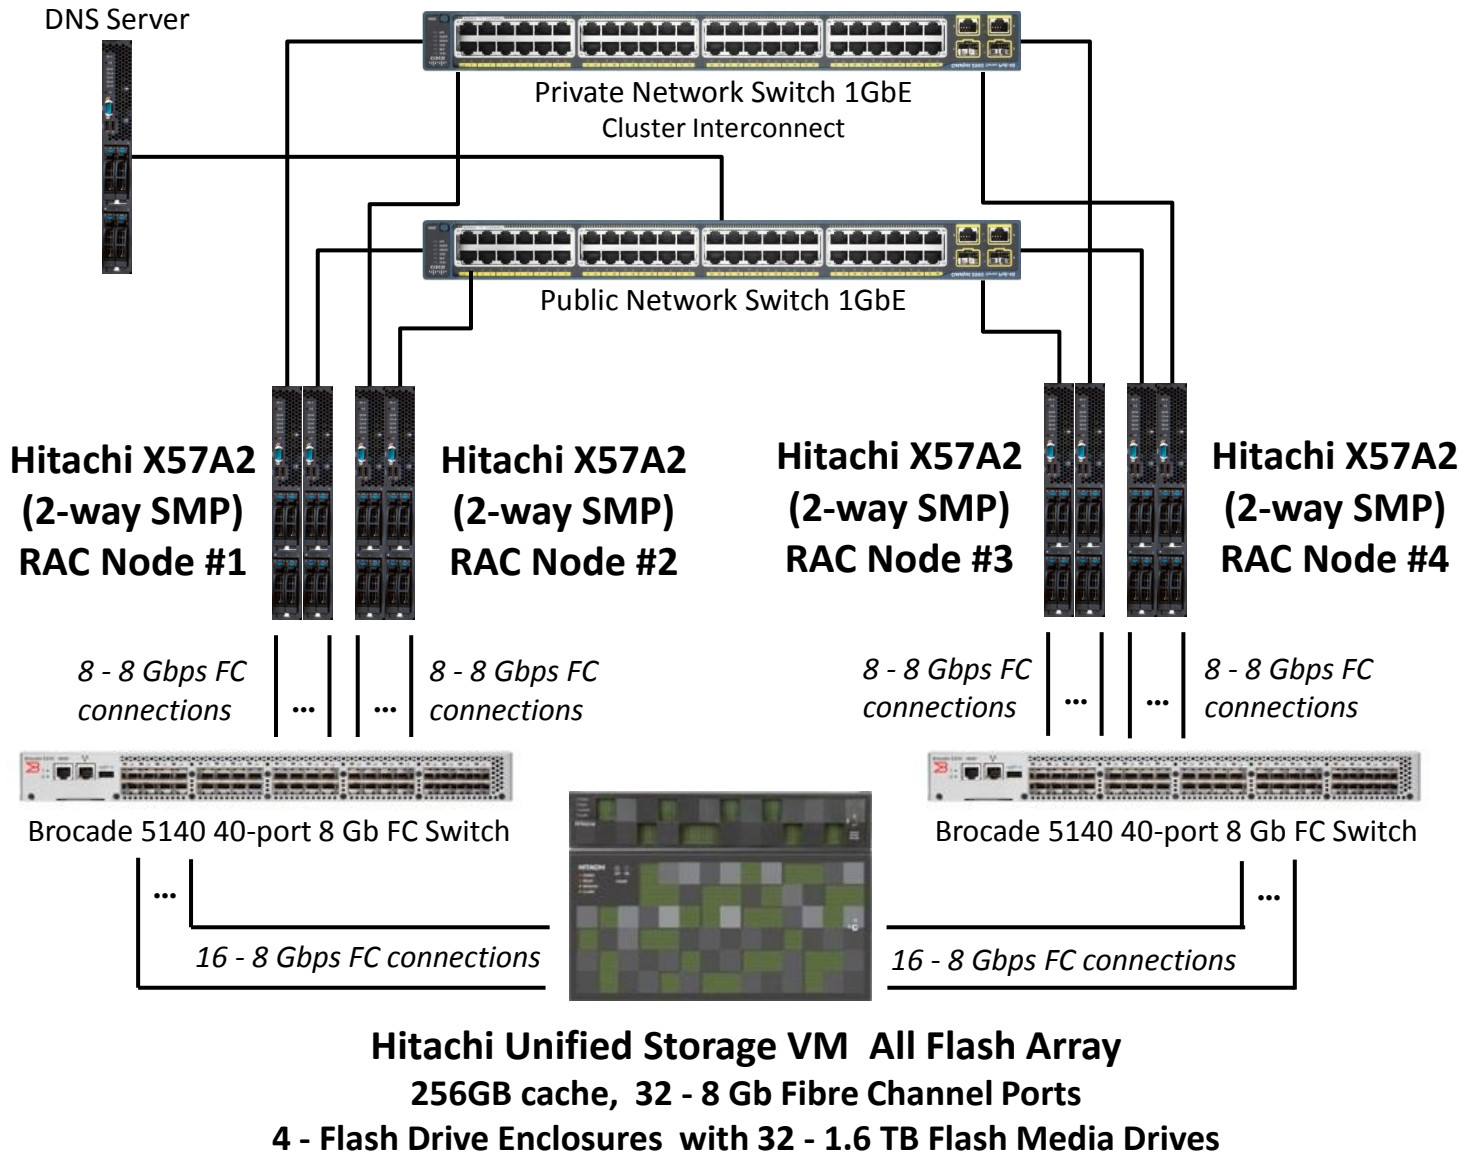 DNS Server
Private Network Switch 1GbE
Cluster Interconnect
Public Network Switch 1GbE
Hitachi X57A2
(2-way SMP)
RAC Node #1
Hitachi X57A2
(2-way SMP)
RAC Node #2
Hitachi X57A2
(2-way SMP)
RAC Node #3
Hitachi X57A2
(2-way SMP)
RAC Node #4
8 - 8 Gbps FC
connections
...
...
8 - 8 Gbps FC
connections
8 - 8 Gbps FC
connections
...
...
8 - 8 Gbps FC
connections
Brocade 5140 40-port 8 Gb FC Switch
Brocade 5140 40-port 8 Gb FC Switch
HITACHI
...
...
16 - 8 Gbps FC connections
16 - 8 Gbps FC connections
Hitachi Unified Storage VM All Flash Array
256GB cache, 32 - 8 Gb Fibre Channel Ports
4 - Flash Drive Enclosures with 32 - 1.6 TB Flash Media Drives